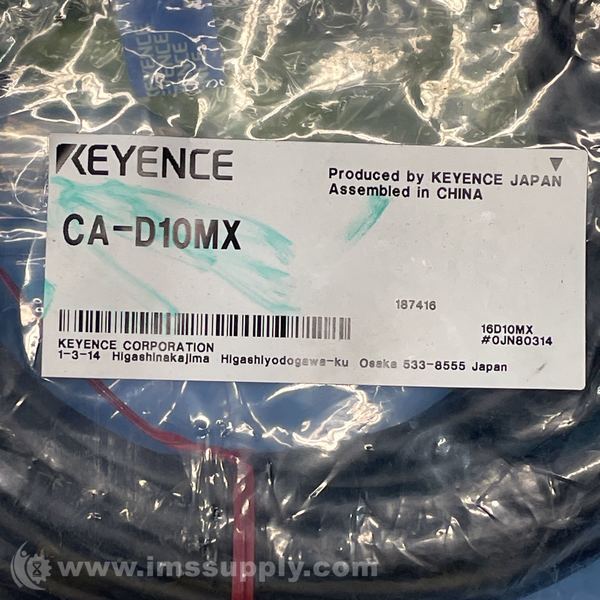 KEYENCE
Produced by KEYENCE JAPAN
Assembled in CHINA
CA-D10MX
187416
16D10MX
#0JN80314
KEYENCE CORPORATION
1-3-14 Higashinakajima Higashiyodogawa-ku Osaka 533-8555 Japan
www.imssupply.com